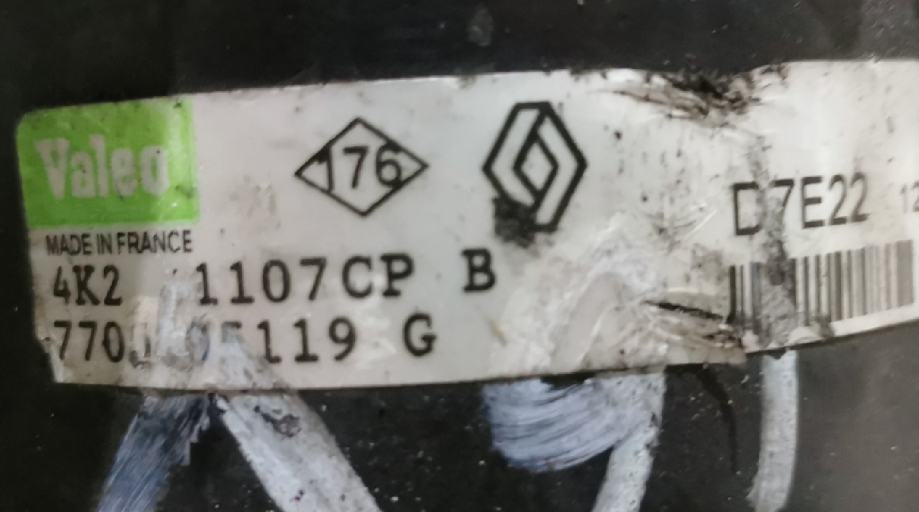 Valeo
176
D7E22
MADE IN FRANCE
4K2 1107CP B
119 G